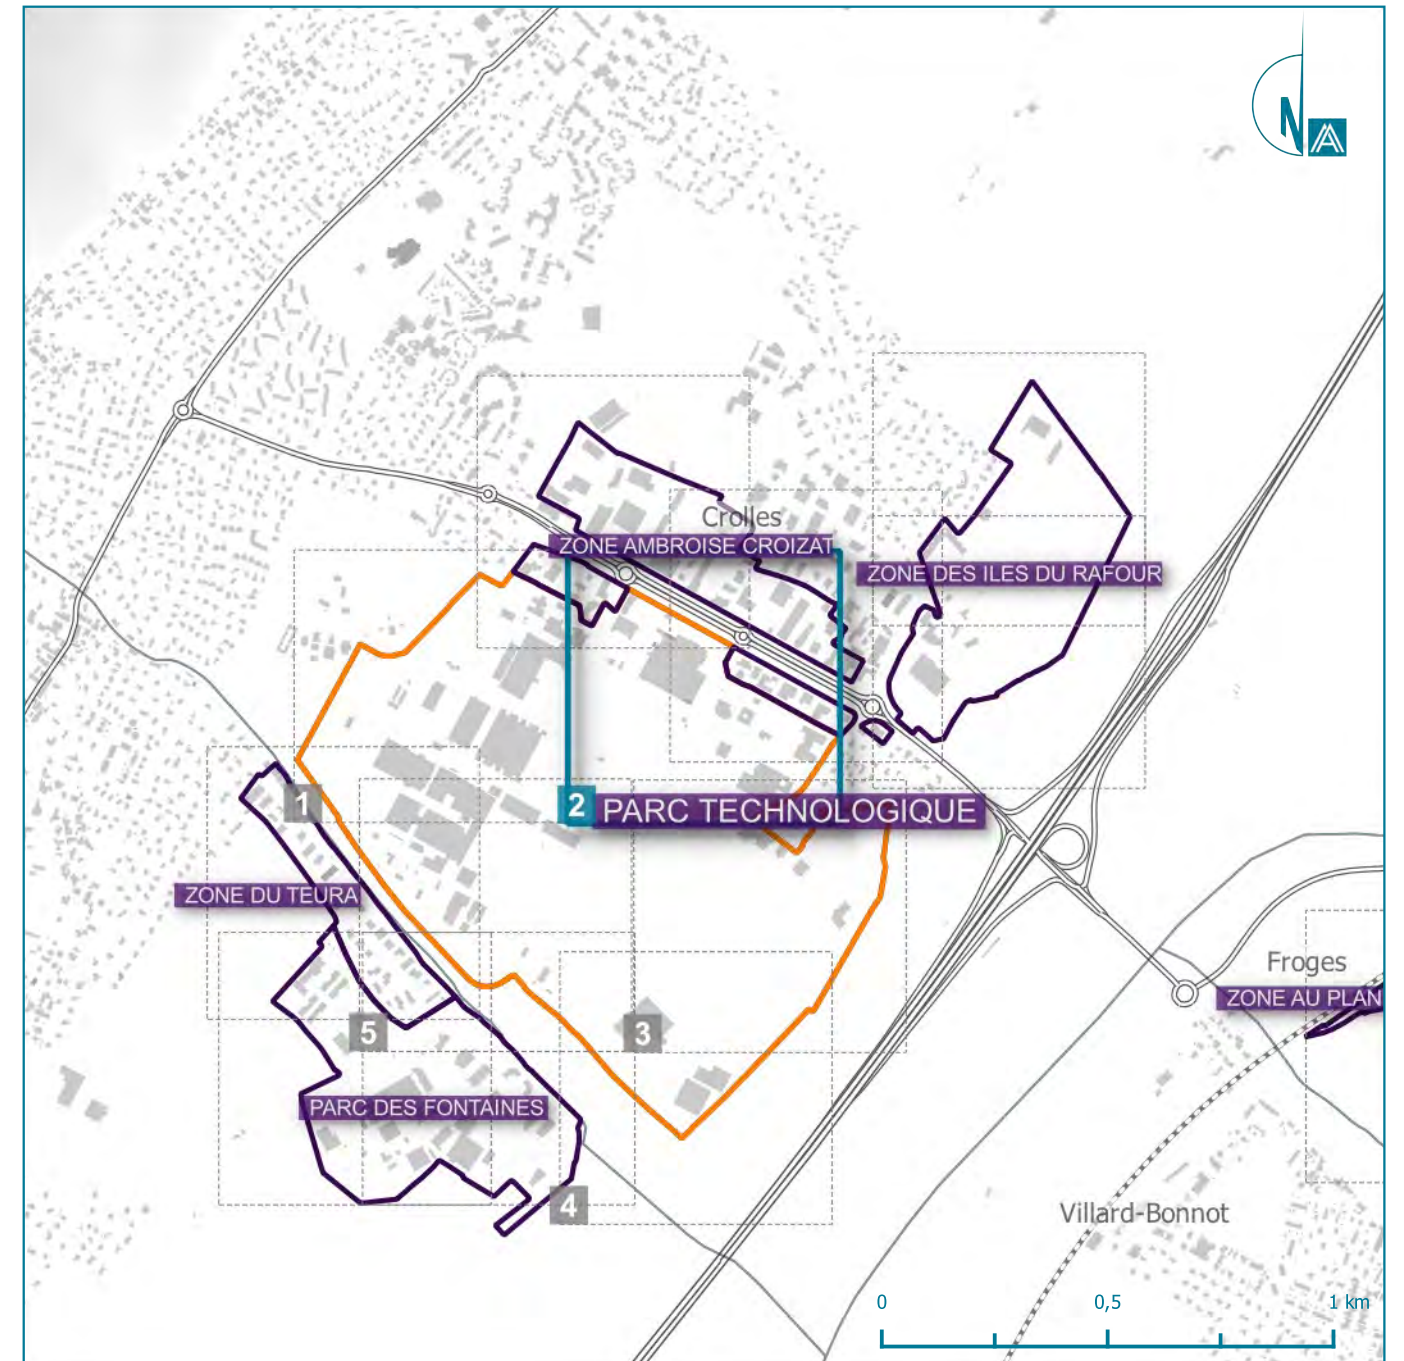 N
Crolles
ZONE AMBROISE CROIZAT
ZONE DES ILES DU RAFOUR
1
2 PARC TECHNOLOGIQUE
ZONE DU TEURA
Froges
ZONE AU PLAN
5
3
PARC DES FONTAINES
4
Villard-Bonnot
0 0,5 1 km